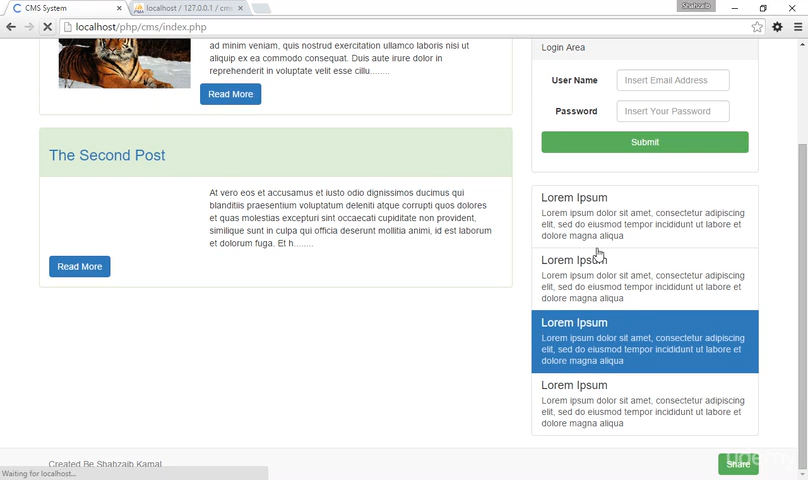 CMS System
localhost / 127.0.0.1 / cms
Shahzaib
localhost/php/cms/index.php
ad minim veniam, quis nostrud exercitation ullamco laboris nisi ut
aliquip ex ea commodo consequat. Duis aute irure dolor in
reprehenderit in voluptate velit esse cillu........
Read More
Login Area
User Name
Insert Email Address
Password
Insert Your Password
Submit
The Second Post
At vero eos et accusamus et iusto odio dignissimos ducimus qui
blanditiis praesentium voluptatum deleniti atque corrupti quos dolores
et quas molestias excepturi sint occaecati cupiditate non provident,
similique sunt in culpa qui officia deserunt mollitia animi, id est laborum
et dolorum fuga. Et h........
Read More
Lorem Ipsum
Lorem ipsum dolor sit amet, consectetur adipiscing
elit, sed do eiusmod tempor incididunt ut labore et
dolore magna aliqua
Lorem Ipsum
Lorem ipsum dolor sit amet, consectetur adipiscing
elit, sed do eiusmod tempor incididunt ut labore et
dolore magna aliqua
Lorem Ipsum
Lorem ipsum dolor sit amet, consectetur adipiscing
elit, sed do eiusmod tempor incididunt ut labore et
dolore magna aliqua
Lorem Ipsum
Lorem ipsum dolor sit amet, consectetur adipiscing
elit, sed do eiusmod tempor incididunt ut labore et
dolore magna aliqua
Created Be Shahzaib Kamal
Share
udemy
Waiting for localhost...